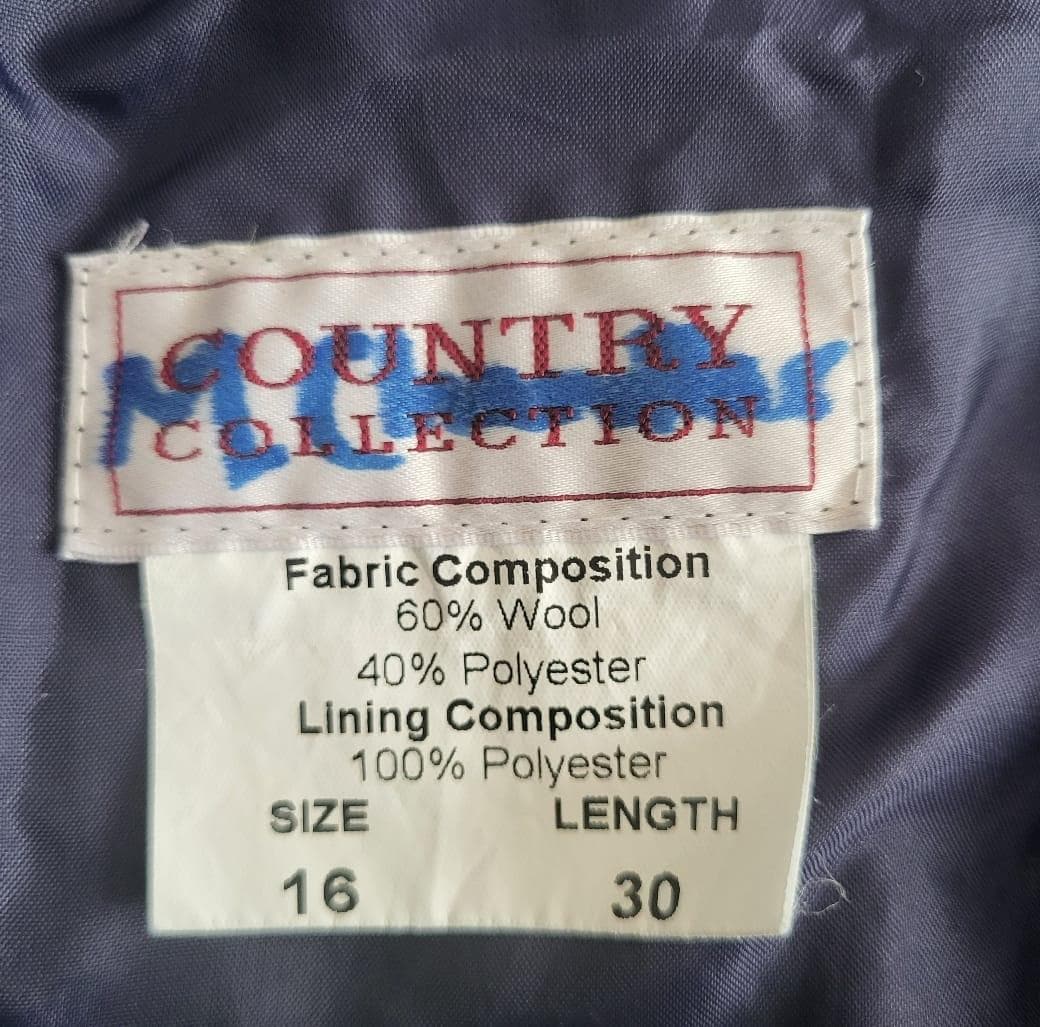 COUNTRY
COLLECTION
Fabric Composition
60% Wool
40% Polyester
Lining Composition
100% Polyester
SIZE LENGTH
16 30